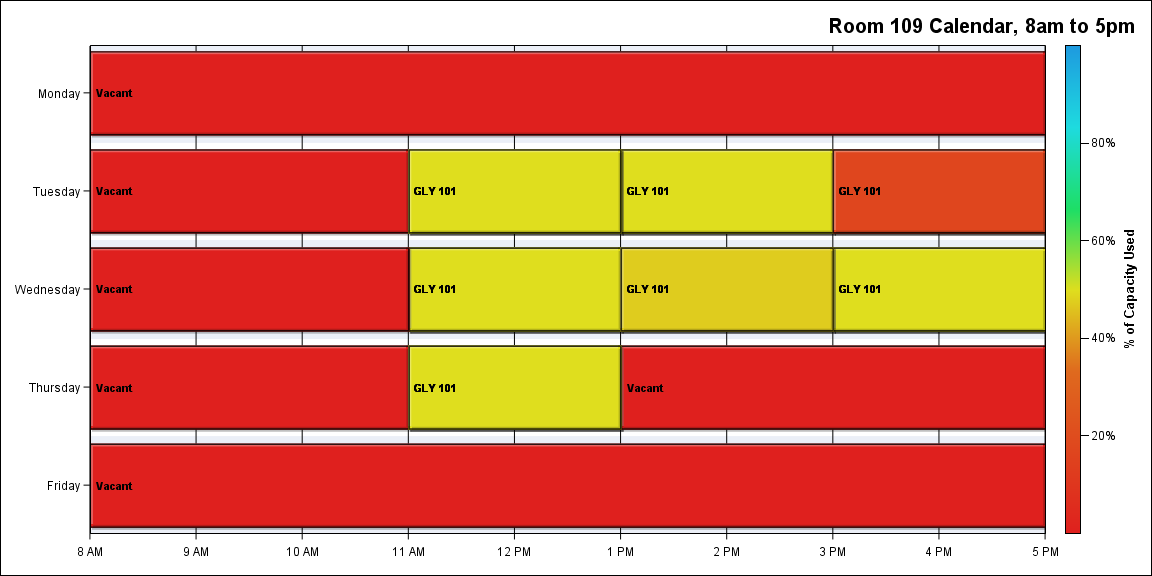 Room 109 Calendar, 8am to 5pm
Monday
Vacant
Tuesday
Vacant
GLY 101
GLY 101
GLY 101
Wednesday
Vacant
GLY 101
GLY 101
GLY 101
Thursday
Vacant
GLY 101
Vacant
Friday
Vacant
8 AM
9 AM
10 AM
11 AM
12 PM
1 PM
2 PM
3 PM
4 PM
5 PM
80%
60%
40%
20%
% of Capacity Used